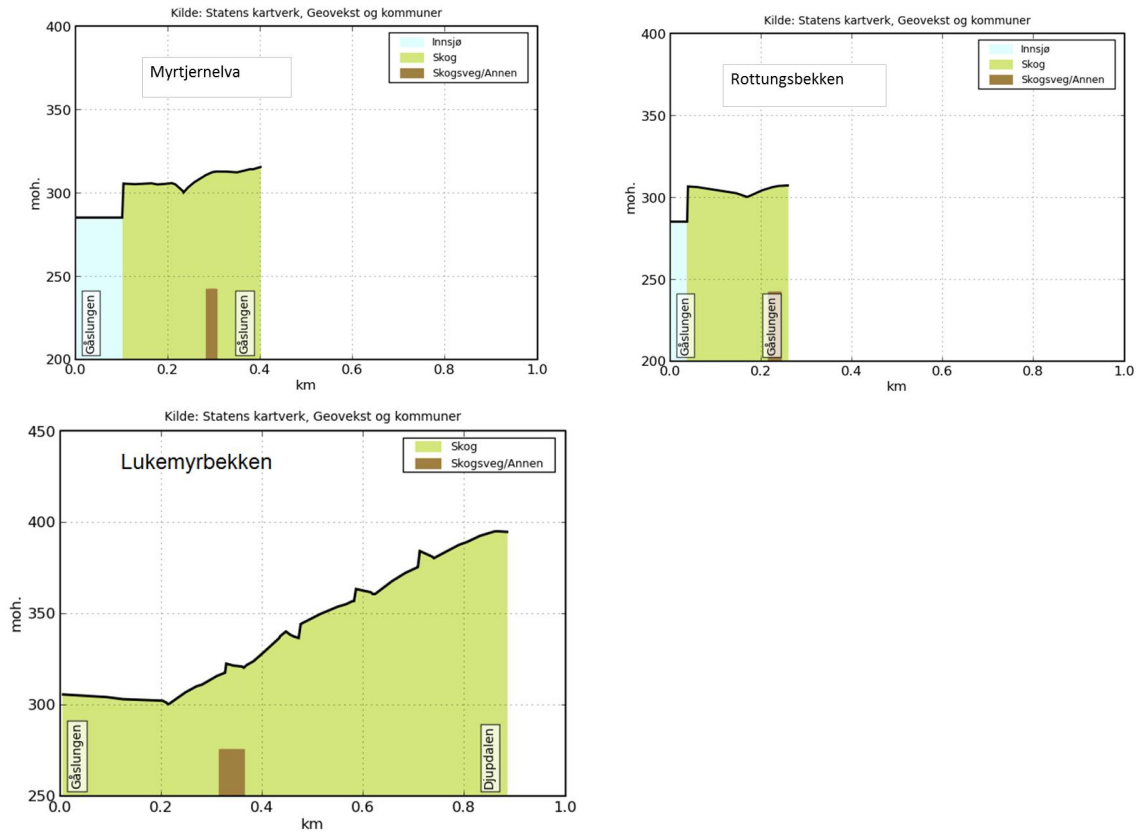 Kilde: Statens kartverk, Geovekst og kommuner
400
350
300
250
200
moh.
Myrtjernelva
Innsjø
Skog
Skogsveg/Annen
Gåslungen
Gåslungen
0.0 0.2 0.4 0.6 0.8 1.0
km
Kilde: Statens kartverk, Geovekst og kommuner
400
350
300
250
200
moh.
Rottungsbekken
Innsjø
Skog
Skogsveg/Annen
Gåslungen
Gåslungen
0.0 0.2 0.4 0.6 0.8 1.0
km
Kilde: Statens kartverk, Geovekst og kommuner
450
400
350
300
250
moh.
Lukemyrbekken
Skog
Skogsveg/Annen
Gåslungen
Djupdalen
0.0 0.2 0.4 0.6 0.8 1.0
km